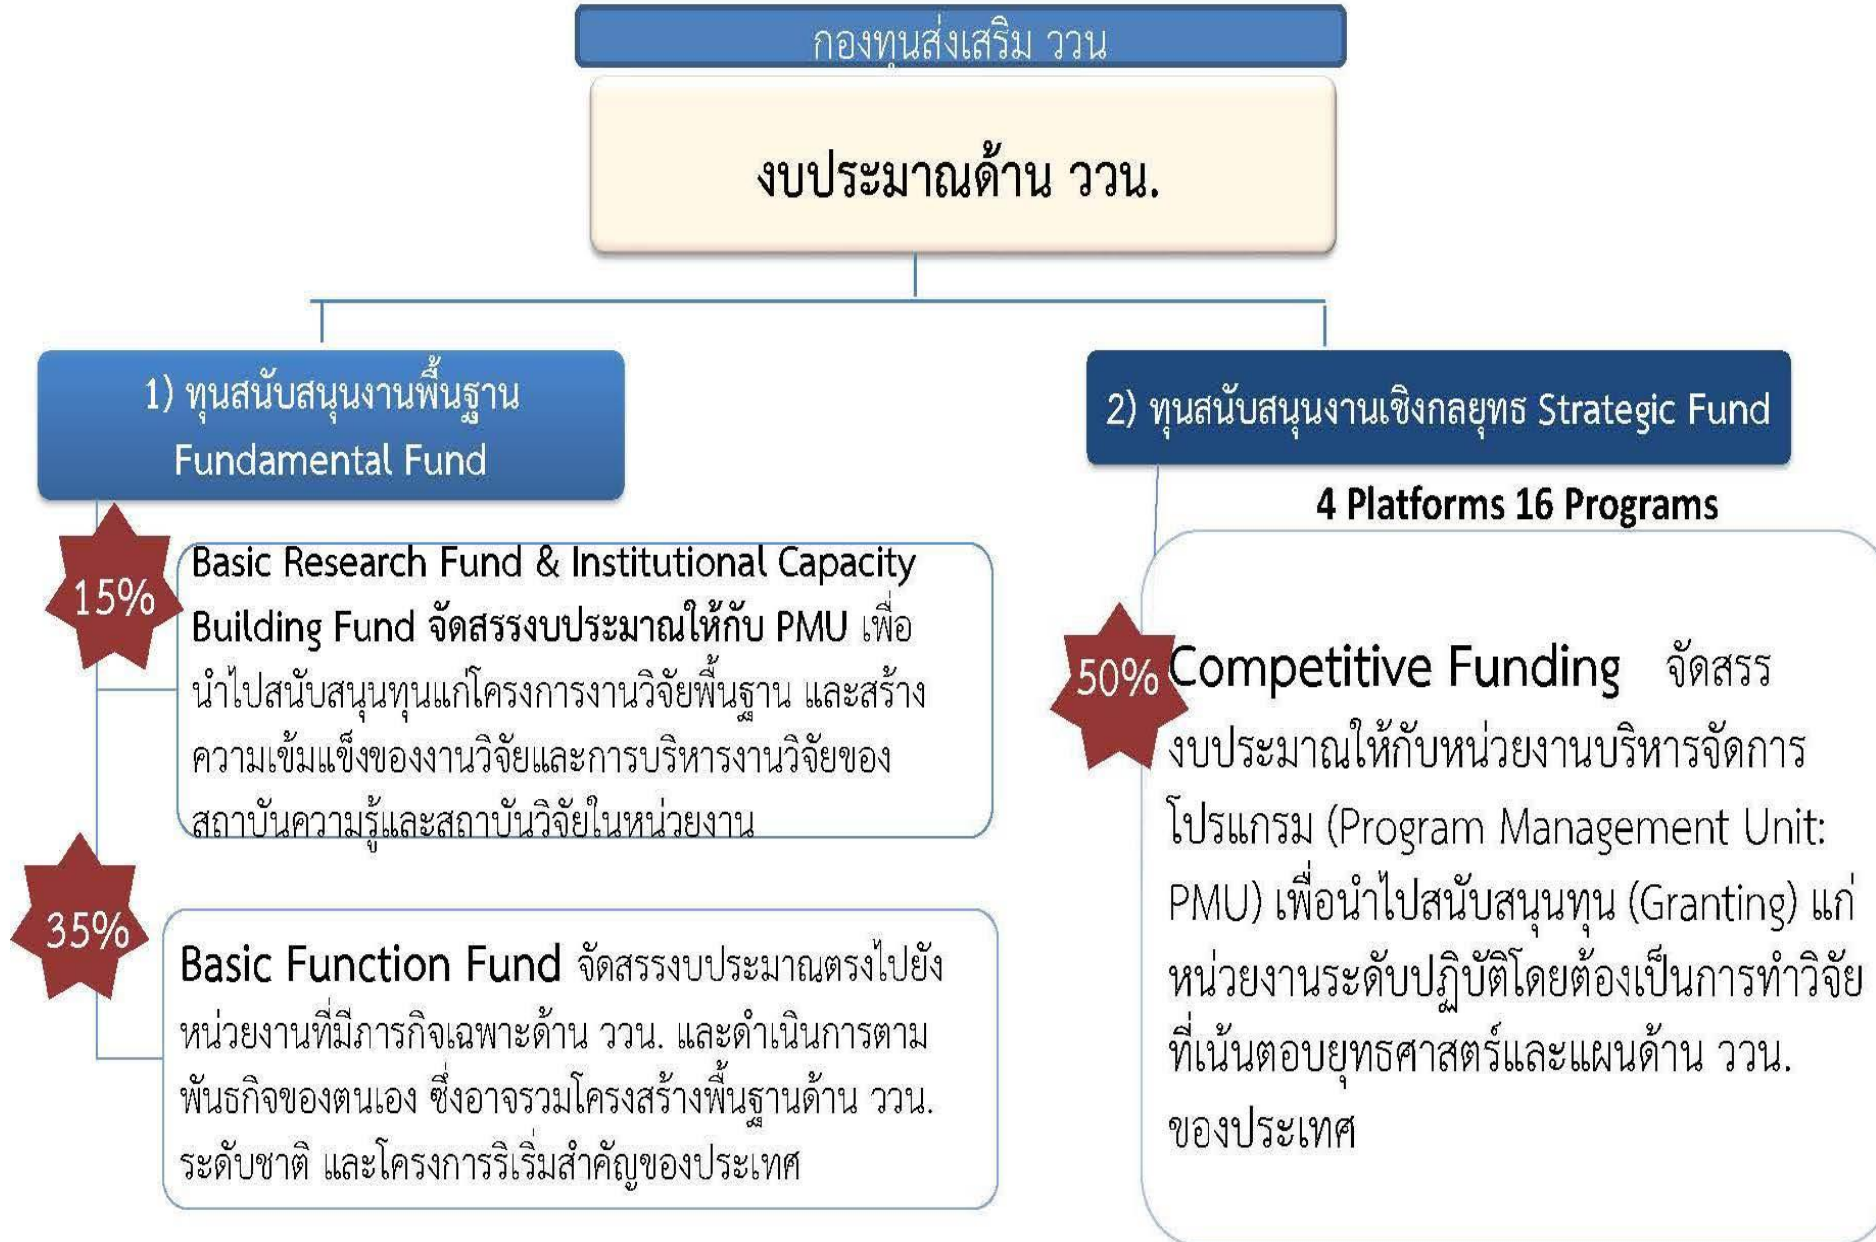 กองทุนส่งเสริม ววน
งบประมาณด้าน ววน.
1) ทุนสนับสนุนงานพื้นฐาน
Fundamental Fund
15%
Basic Research Fund & Institutional Capacity
Building Fund จัดสรรงบประมาณให้กับ PMU เพื่อ
นำไปสนับสนุนทุนแก่โครงการงานวิจัยพื้นฐาน และสร้าง
ความเข้มแข็งของงานวิจัยและการบริหารงานวิจัยของ
สถาบันความรู้และสถาบันวิจัยในหน่วยงาน
35%
Basic Function Fund จัดสรรงบประมาณตรงไปยัง
หน่วยงานที่มีภารกิจเฉพาะด้าน ววน. และดำเนินการตาม
พันธกิจของตนเอง ซึ่งอาจรวมโครงสร้างพื้นฐานด้าน ววน.
ระดับชาติ และโครงการริเริ่มสำคัญของประเทศ
2) ทุนสนับสนุนงานเชิงกลยุทธ Strategic Fund
4 Platforms 16 Programs
50%
Competitive Funding จัดสรร
งบประมาณให้กับหน่วยงานบริหารจัดการ
โปรแกรม (Program Management Unit:
PMU) เพื่อนำไปสนับสนุนทุน (Granting) แก่
หน่วยงานระดับปฏิบัติโดยต้องเป็นการทำวิจัย
ที่เน้นตอบยุทธศาสตร์และแผนด้าน ววน.
ของประเทศ